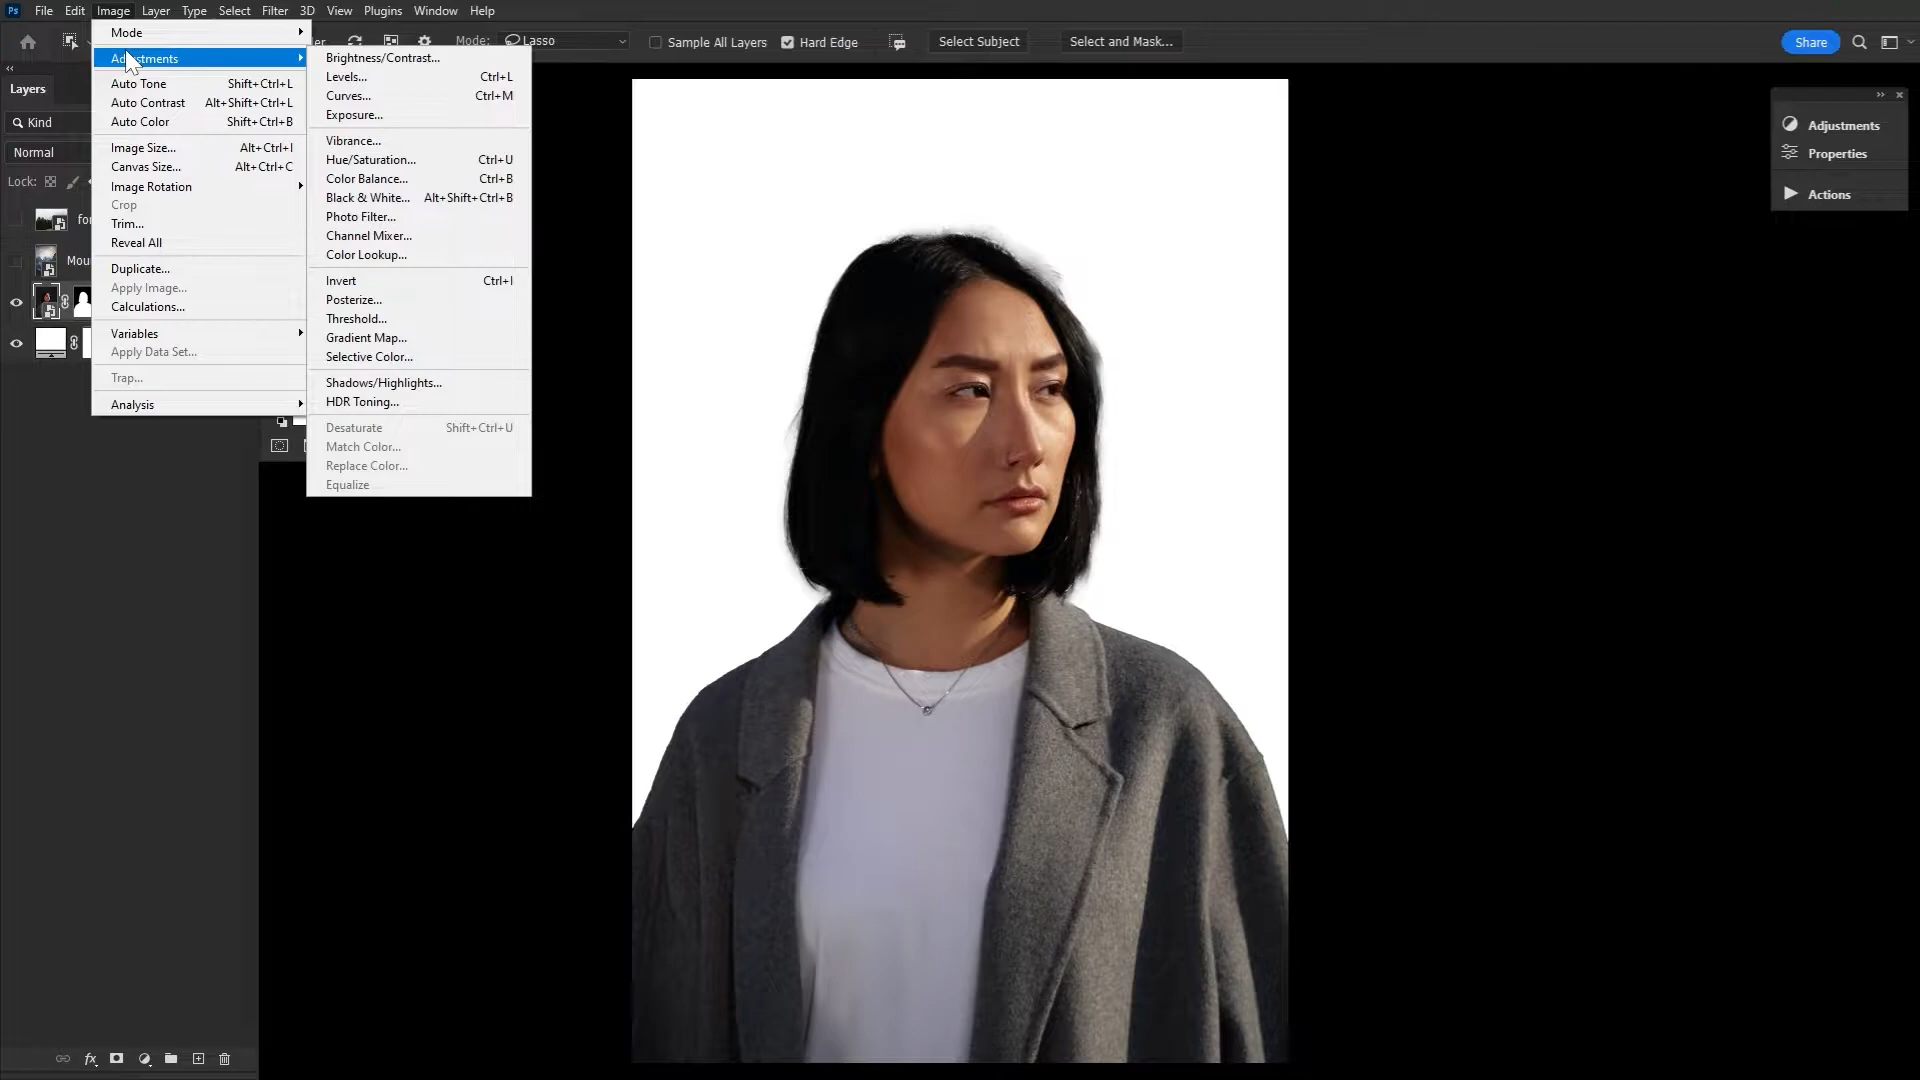 Ps File Edit Image Layer Type Select Filter 3D View Plugins Window Help
Mode: Lasso Sample All Layers Hard Edge Select Subject Select and Mask... Share
Layers
Kind
Normal
Lock:
Mode
Adjustments
Auto Tone Shift+Ctrl+L
Auto Contrast Alt+Shift+Ctrl+L
Auto Color Shift+Ctrl+B
Image Size... Alt+Ctrl+I
Canvas Size... Alt+Ctrl+C
Image Rotation
Crop
Trim...
Reveal All
Duplicate...
Apply Image...
Calculations...
Variables
Apply Data Set...
Trap...
Analysis
Brightness/Contrast...
Levels... Ctrl+L
Curves... Ctrl+M
Exposure...
Vibrance...
Hue/Saturation... Ctrl+U
Color Balance... Ctrl+B
Black & White... Alt+Shift+Ctrl+B
Photo Filter...
Channel Mixer...
Color Lookup...
Invert Ctrl+I
Posterize...
Threshold...
Gradient Map...
Selective Color...
Shadows/Highlights...
HDR Toning...
Desaturate Shift+Ctrl+U
Match Color...
Replace Color...
Equalize
Adjustments
Properties
Actions
fx